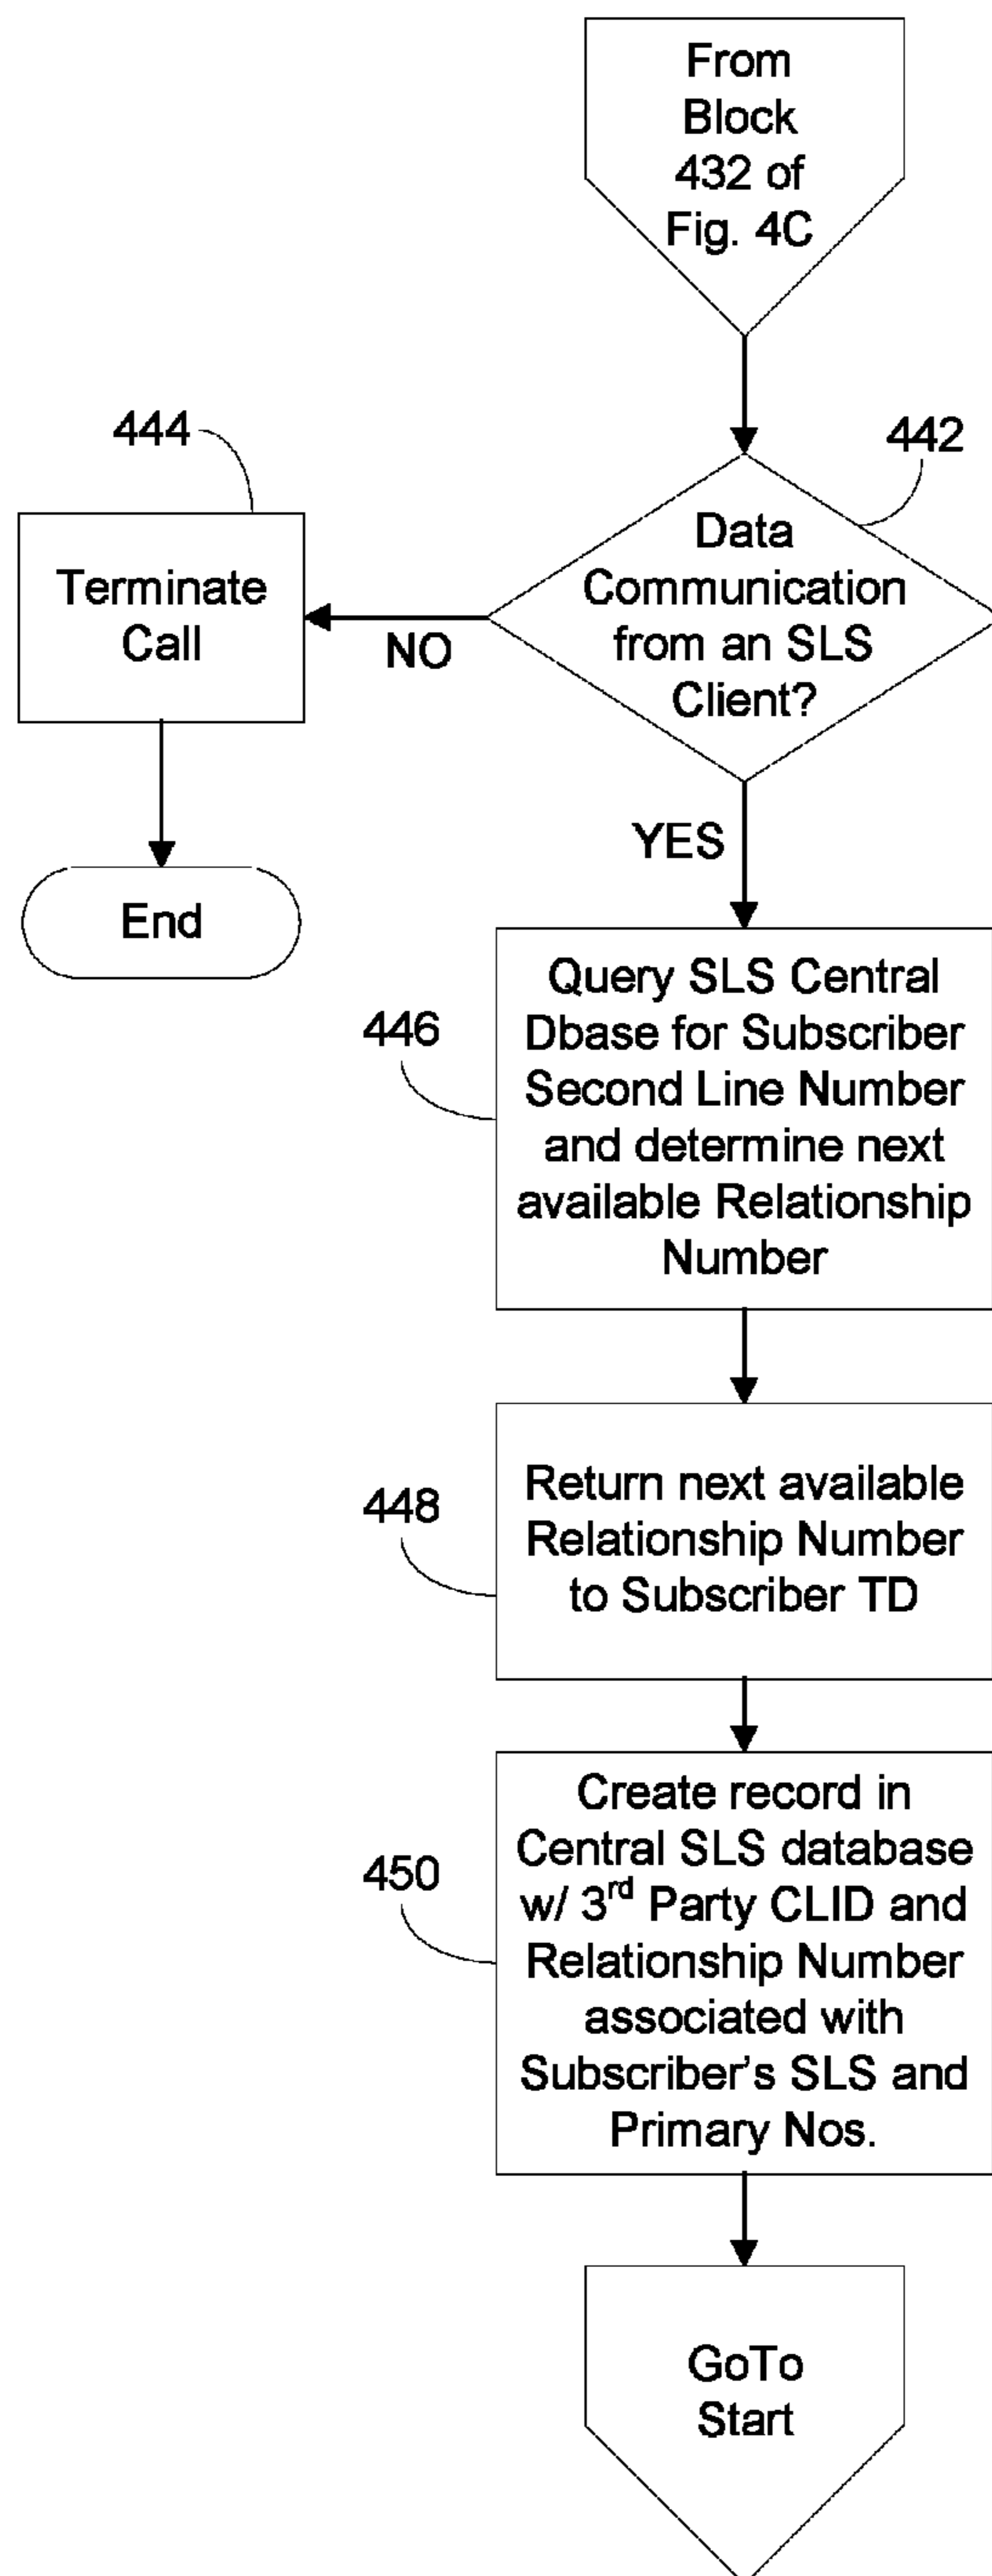 From
Block
432 of
Fig. 4C
444
442
Data
Communication
from an SLS
Client?
Terminate
Call
NO
YES
End
446
Query SLS Central
Dbase for Subscriber
Second Line Number
and determine next
available Relationship
Number
448
Return next available
Relationship Number
to Subscriber TD
450
Create record in
Central SLS database
w/ 3rd Party CLID and
Relationship Number
associated with
Subscriber's SLS and
Primary Nos.
GoTo
Start